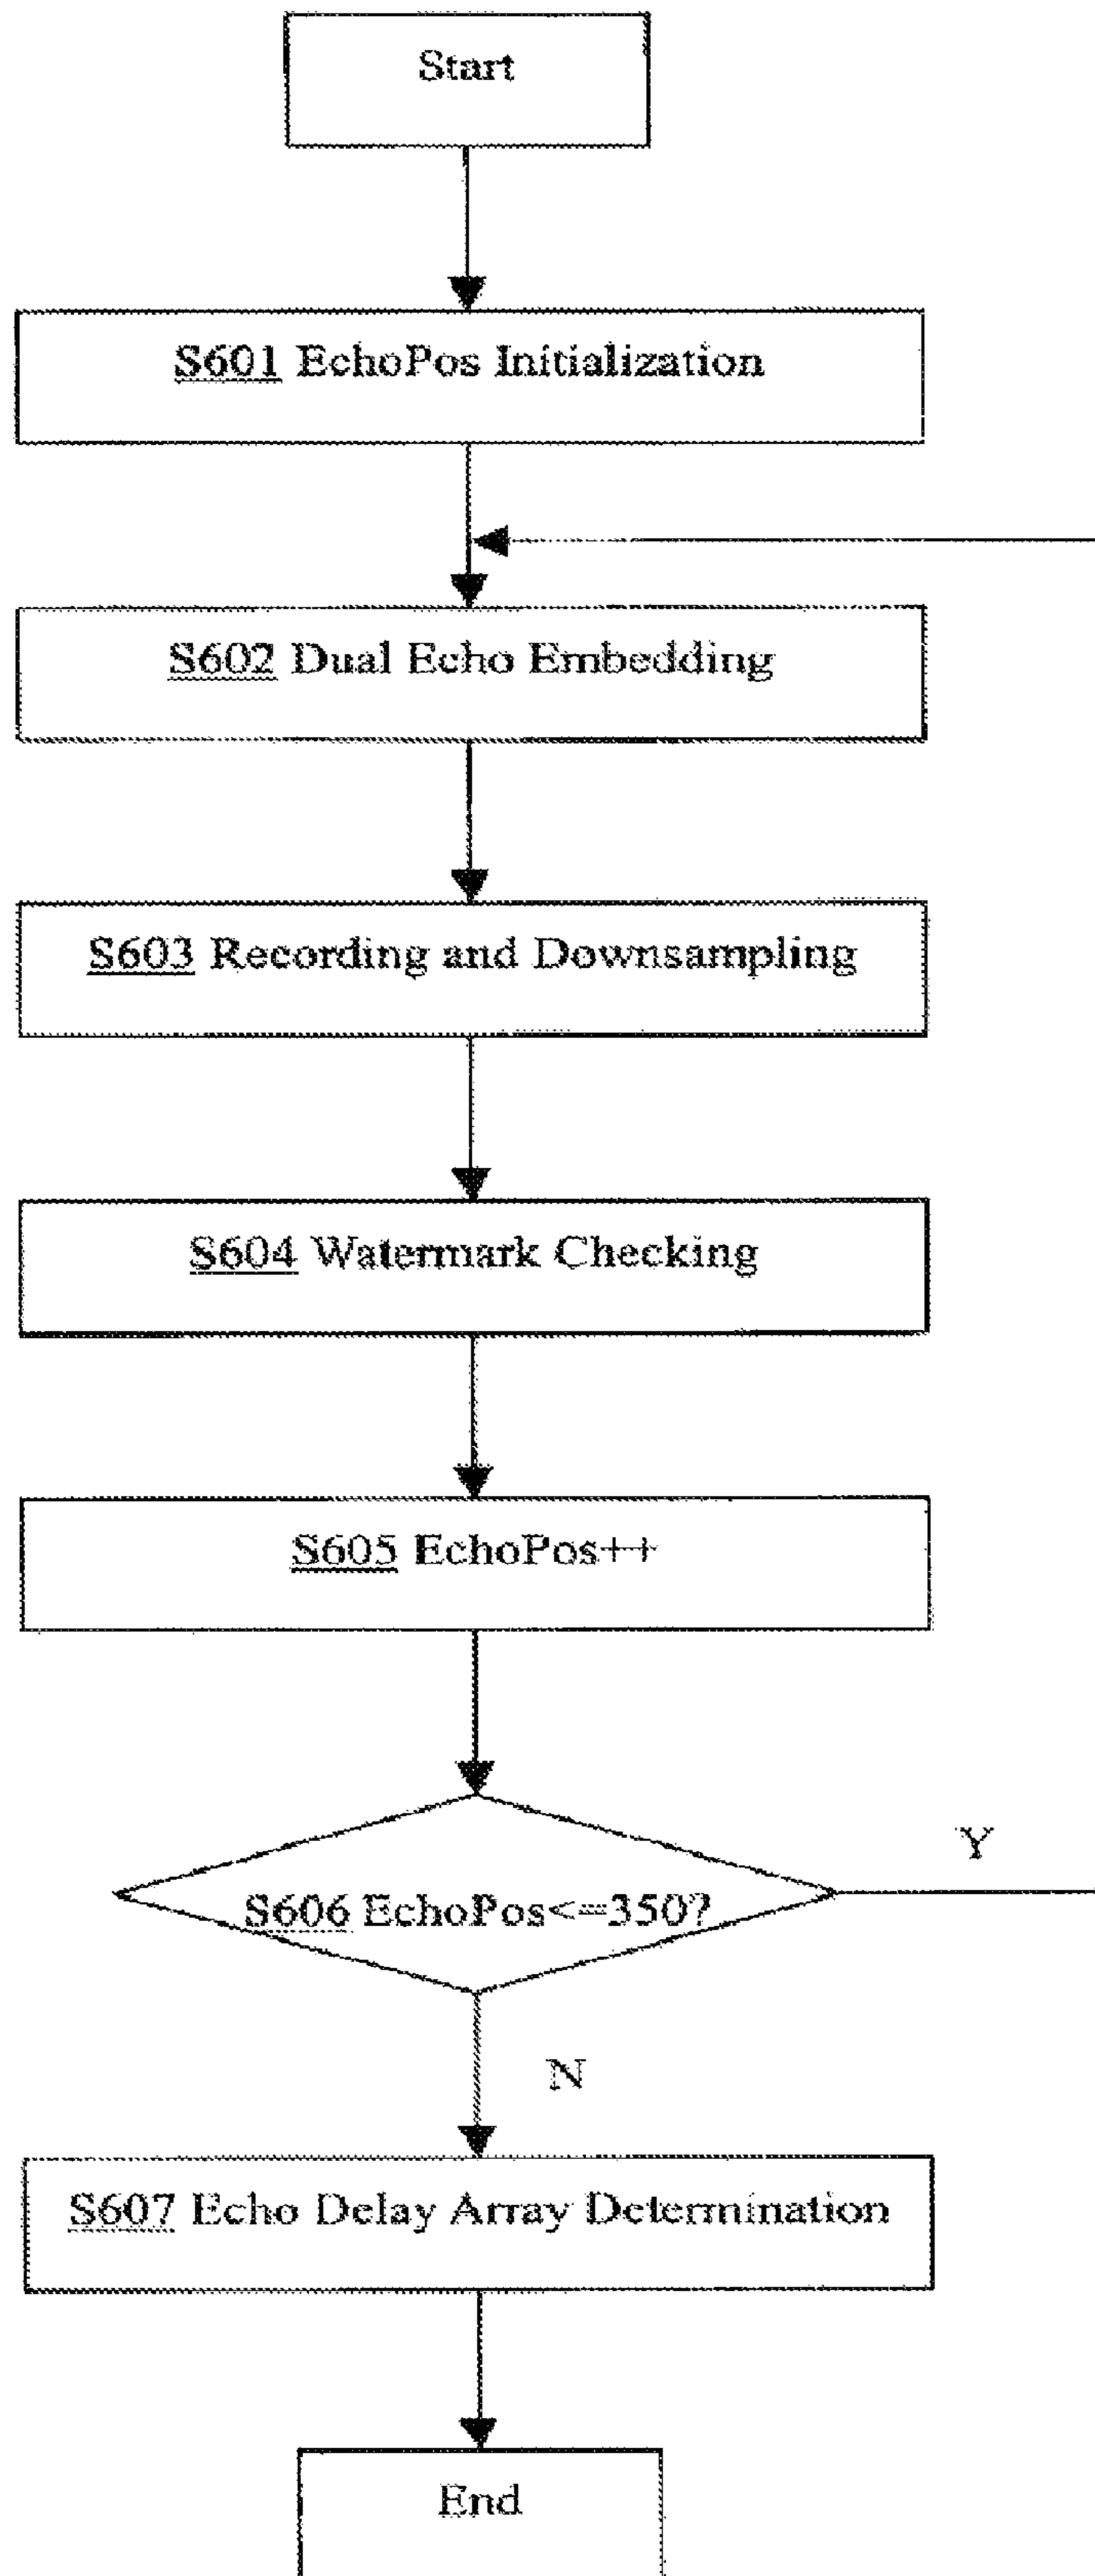 Start
S601 EchoPos Initialization
S602 Dual Echo Embedding
S603 Recording and Downsampling
S604 Watermark Checking
S605 EchoPos++
S606 EchoPos<=350?
Y
N
S607 Echo Delay Array Determination
End